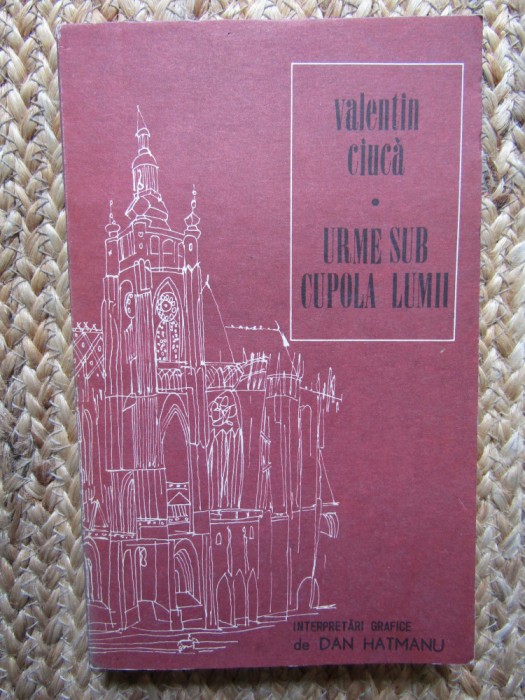 valentin
ciucă
•
URME SUB
CUPOLA LUMII
INTERPRETĂRI GRAFICE
de DAN HATMANU